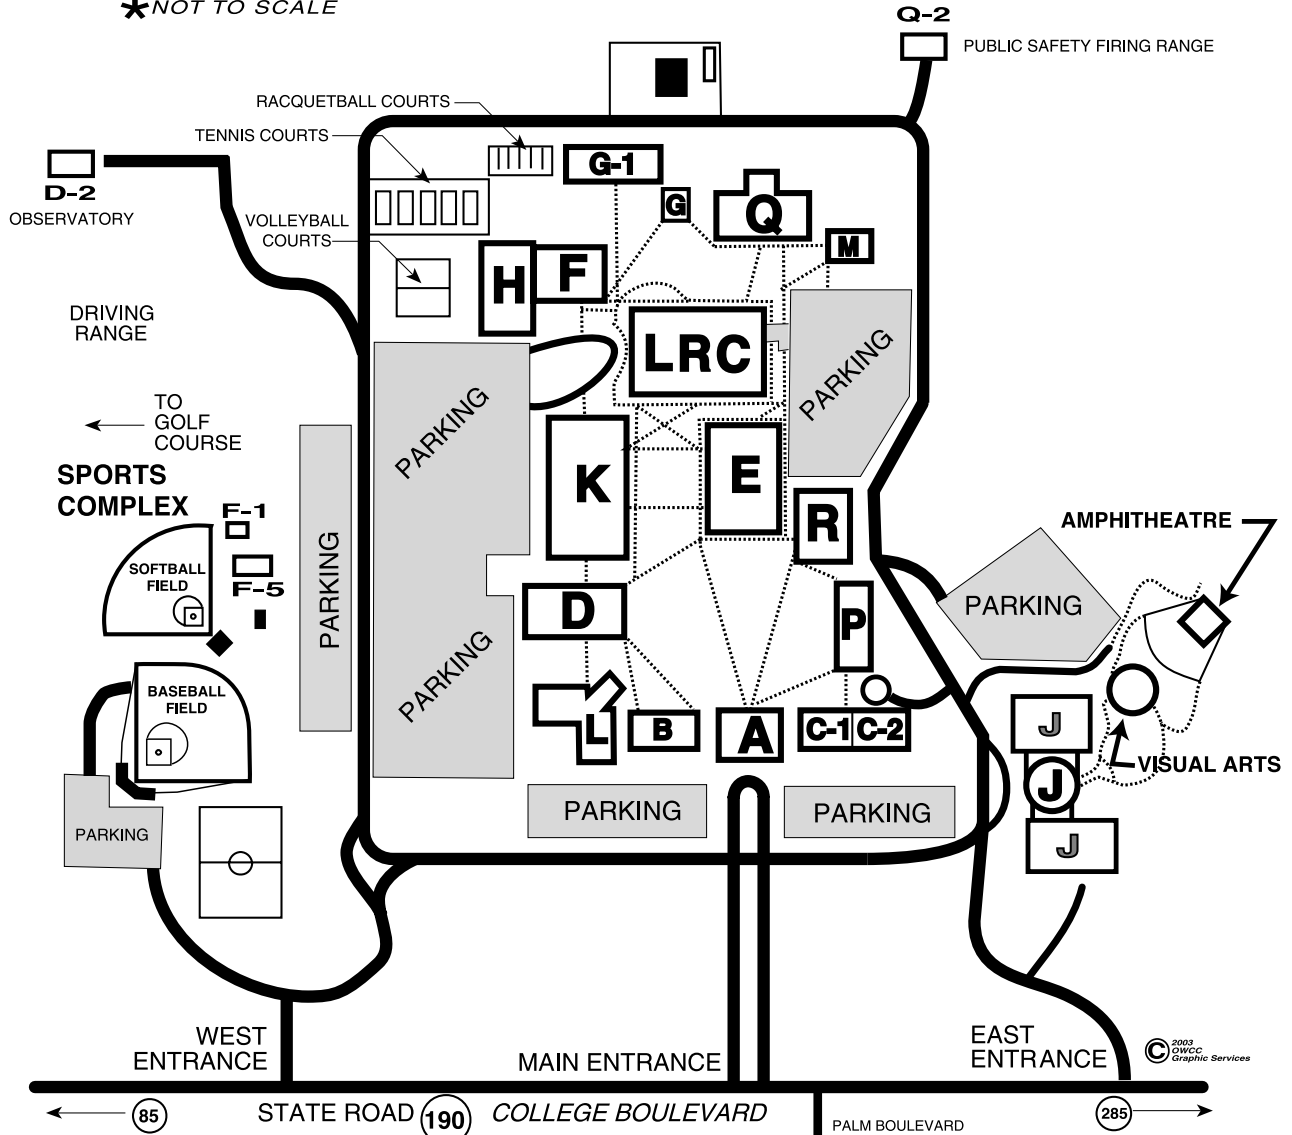 *NOT TO SCALE
Q-2
PUBLIC SAFETY FIRING RANGE
RACQUETBALL COURTS
TENNIS COURTS
G-1
D-2
OBSERVATORY
G
Q
VOLLEYBALL
COURTS
M
H
F
DRIVING
RANGE
LRC
PARKING
PARKING
TO
GOLF
COURSE
SPORTS
COMPLEX
K
E
F-1
R
AMPHITHEATRE
SOFTBALL
FIELD
F-5
PARKING
PARKING
D
P
PARKING
BASEBALL
FIELD
L
B
A
C-1
C-2
J
VISUAL ARTS
J
PARKING
PARKING
PARKING
J
WEST
ENTRANCE
MAIN ENTRANCE
EAST
ENTRANCE
© 2003
OWCC
Graphic Services
85
STATE ROAD 190 COLLEGE BOULEVARD
285
PALM BOULEVARD